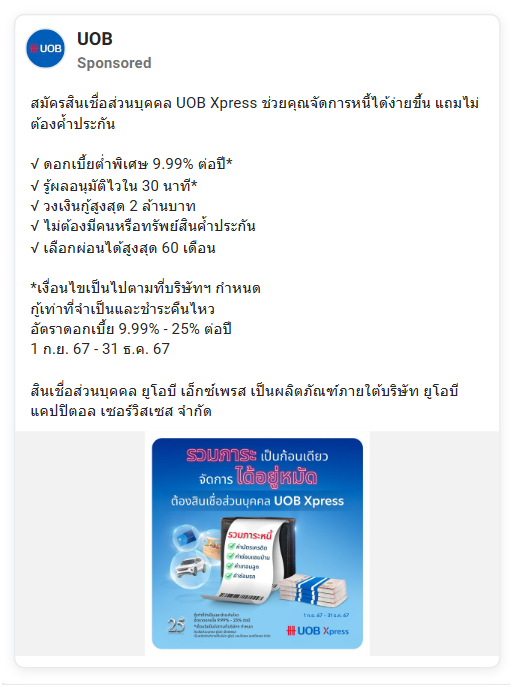 UOB
UOB
Sponsored
สมัครสินเชื่อส่วนบุคคล UOB Xpress ช่วยคุณจัดการหนี้ได้ง่ายขึ้น แถมไม่
ต้องค้ำประกัน
√ ดอกเบี้ยต่ำพิเศษ 9.99% ต่อปี*
√ รู้ผลอนุมัติไวใน 30 นาที*
√ วงเงินกู้สูงสุด 2 ล้านบาท
√ ไม่ต้องมีคนหรือทรัพย์สินค้ำประกัน
√ เลือกผ่อนได้สูงสุด 60 เดือน
*เงื่อนไขเป็นไปตามที่บริษัทฯ กำหนด
กู้เท่าที่จำเป็นและชำระคืนไหว
อัตราดอกเบี้ย 9.99% - 25% ต่อปี
1 ก.ย. 67 - 31 ธ.ค. 67
สินเชื่อส่วนบุคคล ยูโอบี เอ็กซ์เพรส เป็นผลิตภัณฑ์ภายใต้บริษัท ยูโอบี
แคปปิตอล เซอร์วิสเซส จำกัด
รวมภาระ เป็นก้อนเดียว
จัดการ ได้อยู่หมัด
ต้องสินเชื่อส่วนบุคคล UOB Xpress
รวมภาระหนี้
ค่าบัตรเครดิต
ค่าซ่อมแซมบ้าน
ค่าเทอมลูก
ค่าซ่อมรถ
25
1 ก.ย. 67 - 31 ธ.ค. 67
UOB Xpress